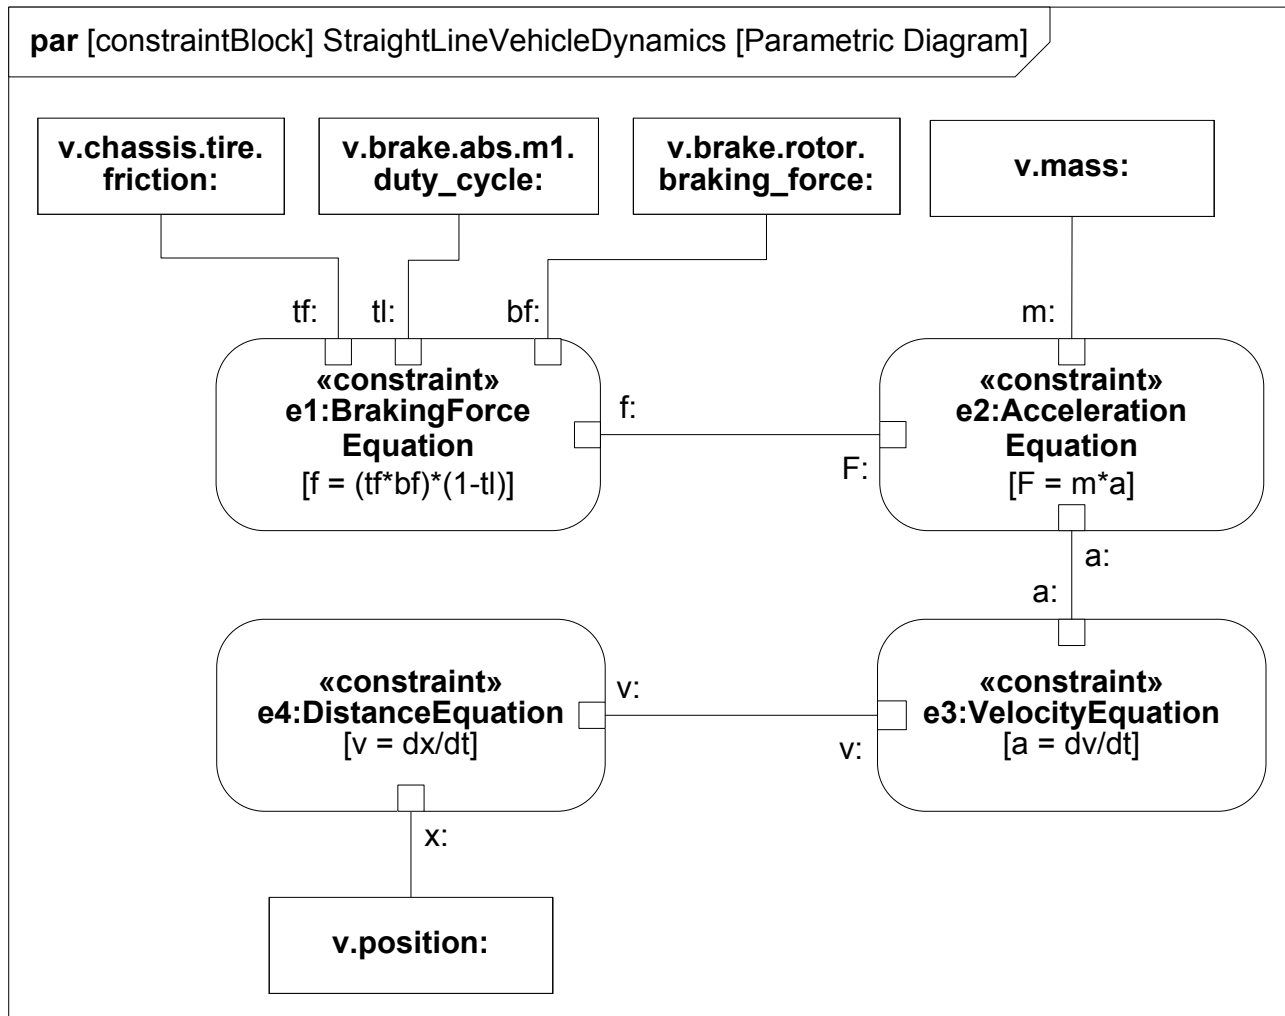 par [constraintBlock] StraightLineVehicleDynamics [Parametric Diagram]
v.chassis.tire.
friction:
v.brake.abs.m1.
duty_cycle:
v.brake.rotor.
braking_force:
v.mass:
tf:
tl:
bf:
m:
«constraint»
e1:BrakingForce
Equation
[f = (tf*bf)*(1-tl)]
f:
F:
«constraint»
e2:Acceleration
Equation
[F = m*a]
a:
a:
«constraint»
e4:DistanceEquation
[v = dx/dt]
v:
v:
«constraint»
e3:VelocityEquation
[a = dv/dt]
x:
v.position: